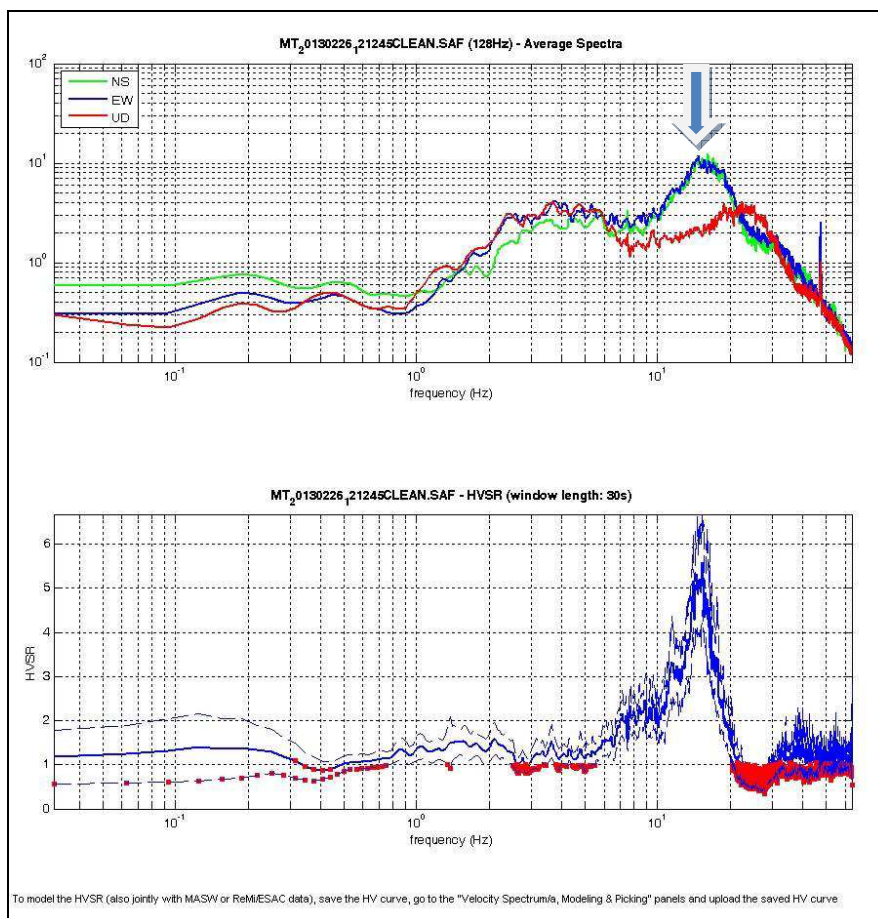 MT_20130226_121245CLEAN.SAF (128Hz) - Average Spectra
10^2
NS
EW
UD
10^1
10^0
10^-1
10^-1 10^0 10^1
frequency (Hz)
MT_20130226_121245CLEAN.SAF - HVSR (window length: 30s)
6
5
4
3
2
1
0
HVSR
10^-1 10^0 10^1
frequency (Hz)
To model the HVSR (also jointly with MASW or ReMi/ESAC data), save the HV curve, go to the "Velocity Spectrum/a, Modeling & Picking" panels and upload the saved HV curve